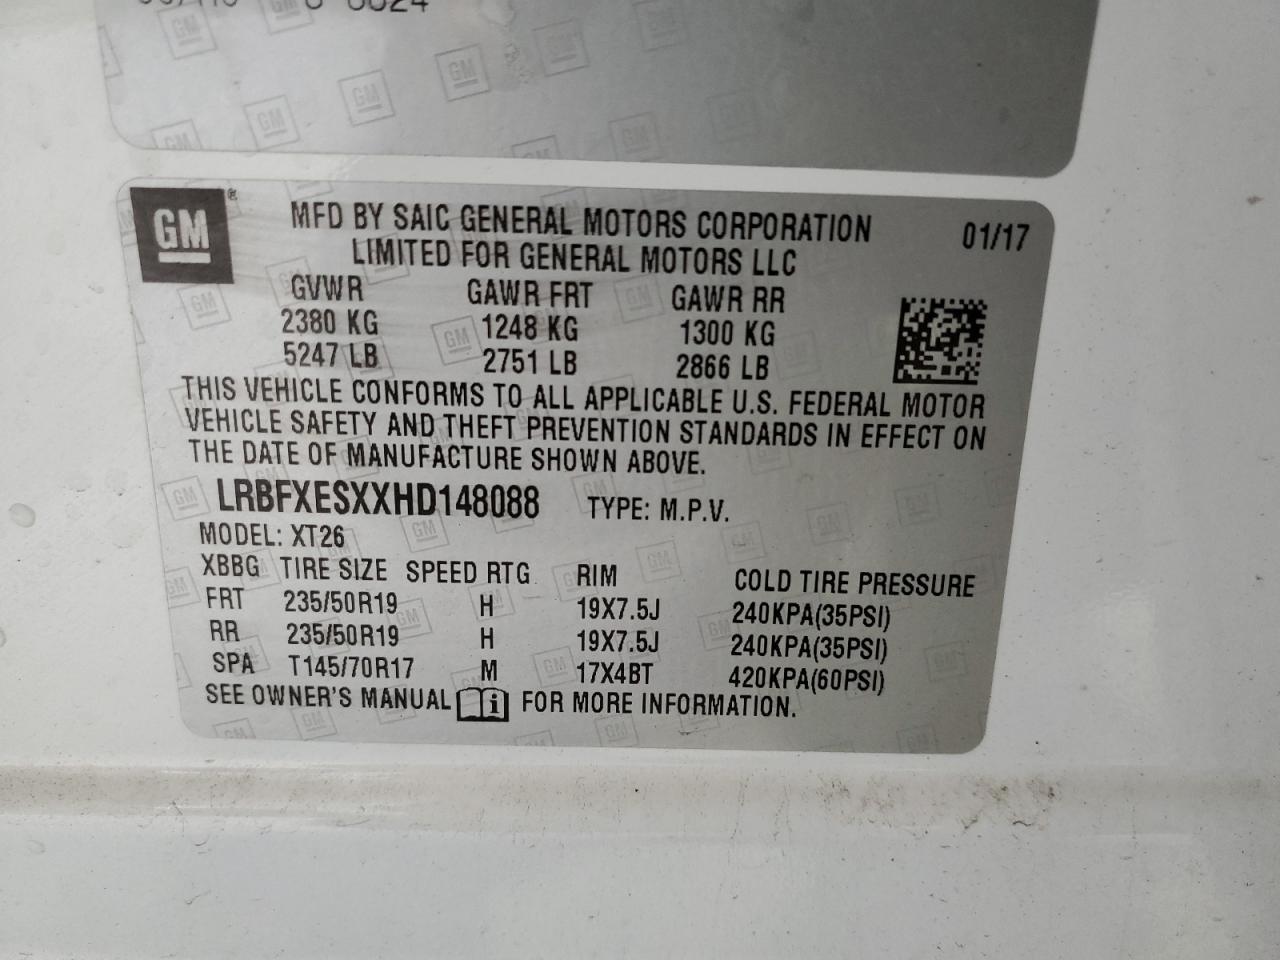 GM ®
MFD BY SAIC GENERAL MOTORS CORPORATION 01/17
LIMITED FOR GENERAL MOTORS LLC
GVWR GAWR FRT GAWR RR
2380 KG 1248 KG 1300 KG
5247 LB 2751 LB 2866 LB
THIS VEHICLE CONFORMS TO ALL APPLICABLE U.S. FEDERAL MOTOR
VEHICLE SAFETY AND THEFT PREVENTION STANDARDS IN EFFECT ON
THE DATE OF MANUFACTURE SHOWN ABOVE.
LRBFXESXXHD148088 TYPE: M.P.V.
MODEL: XT26
XBBG TIRE SIZE SPEED RTG RIM COLD TIRE PRESSURE
FRT 235/50R19 H 19X7.5J 240KPA(35PSI)
RR 235/50R19 H 19X7.5J 240KPA(35PSI)
SPA T145/70R17 M 17X4BT 420KPA(60PSI)
SEE OWNER'S MANUAL FOR MORE INFORMATION.